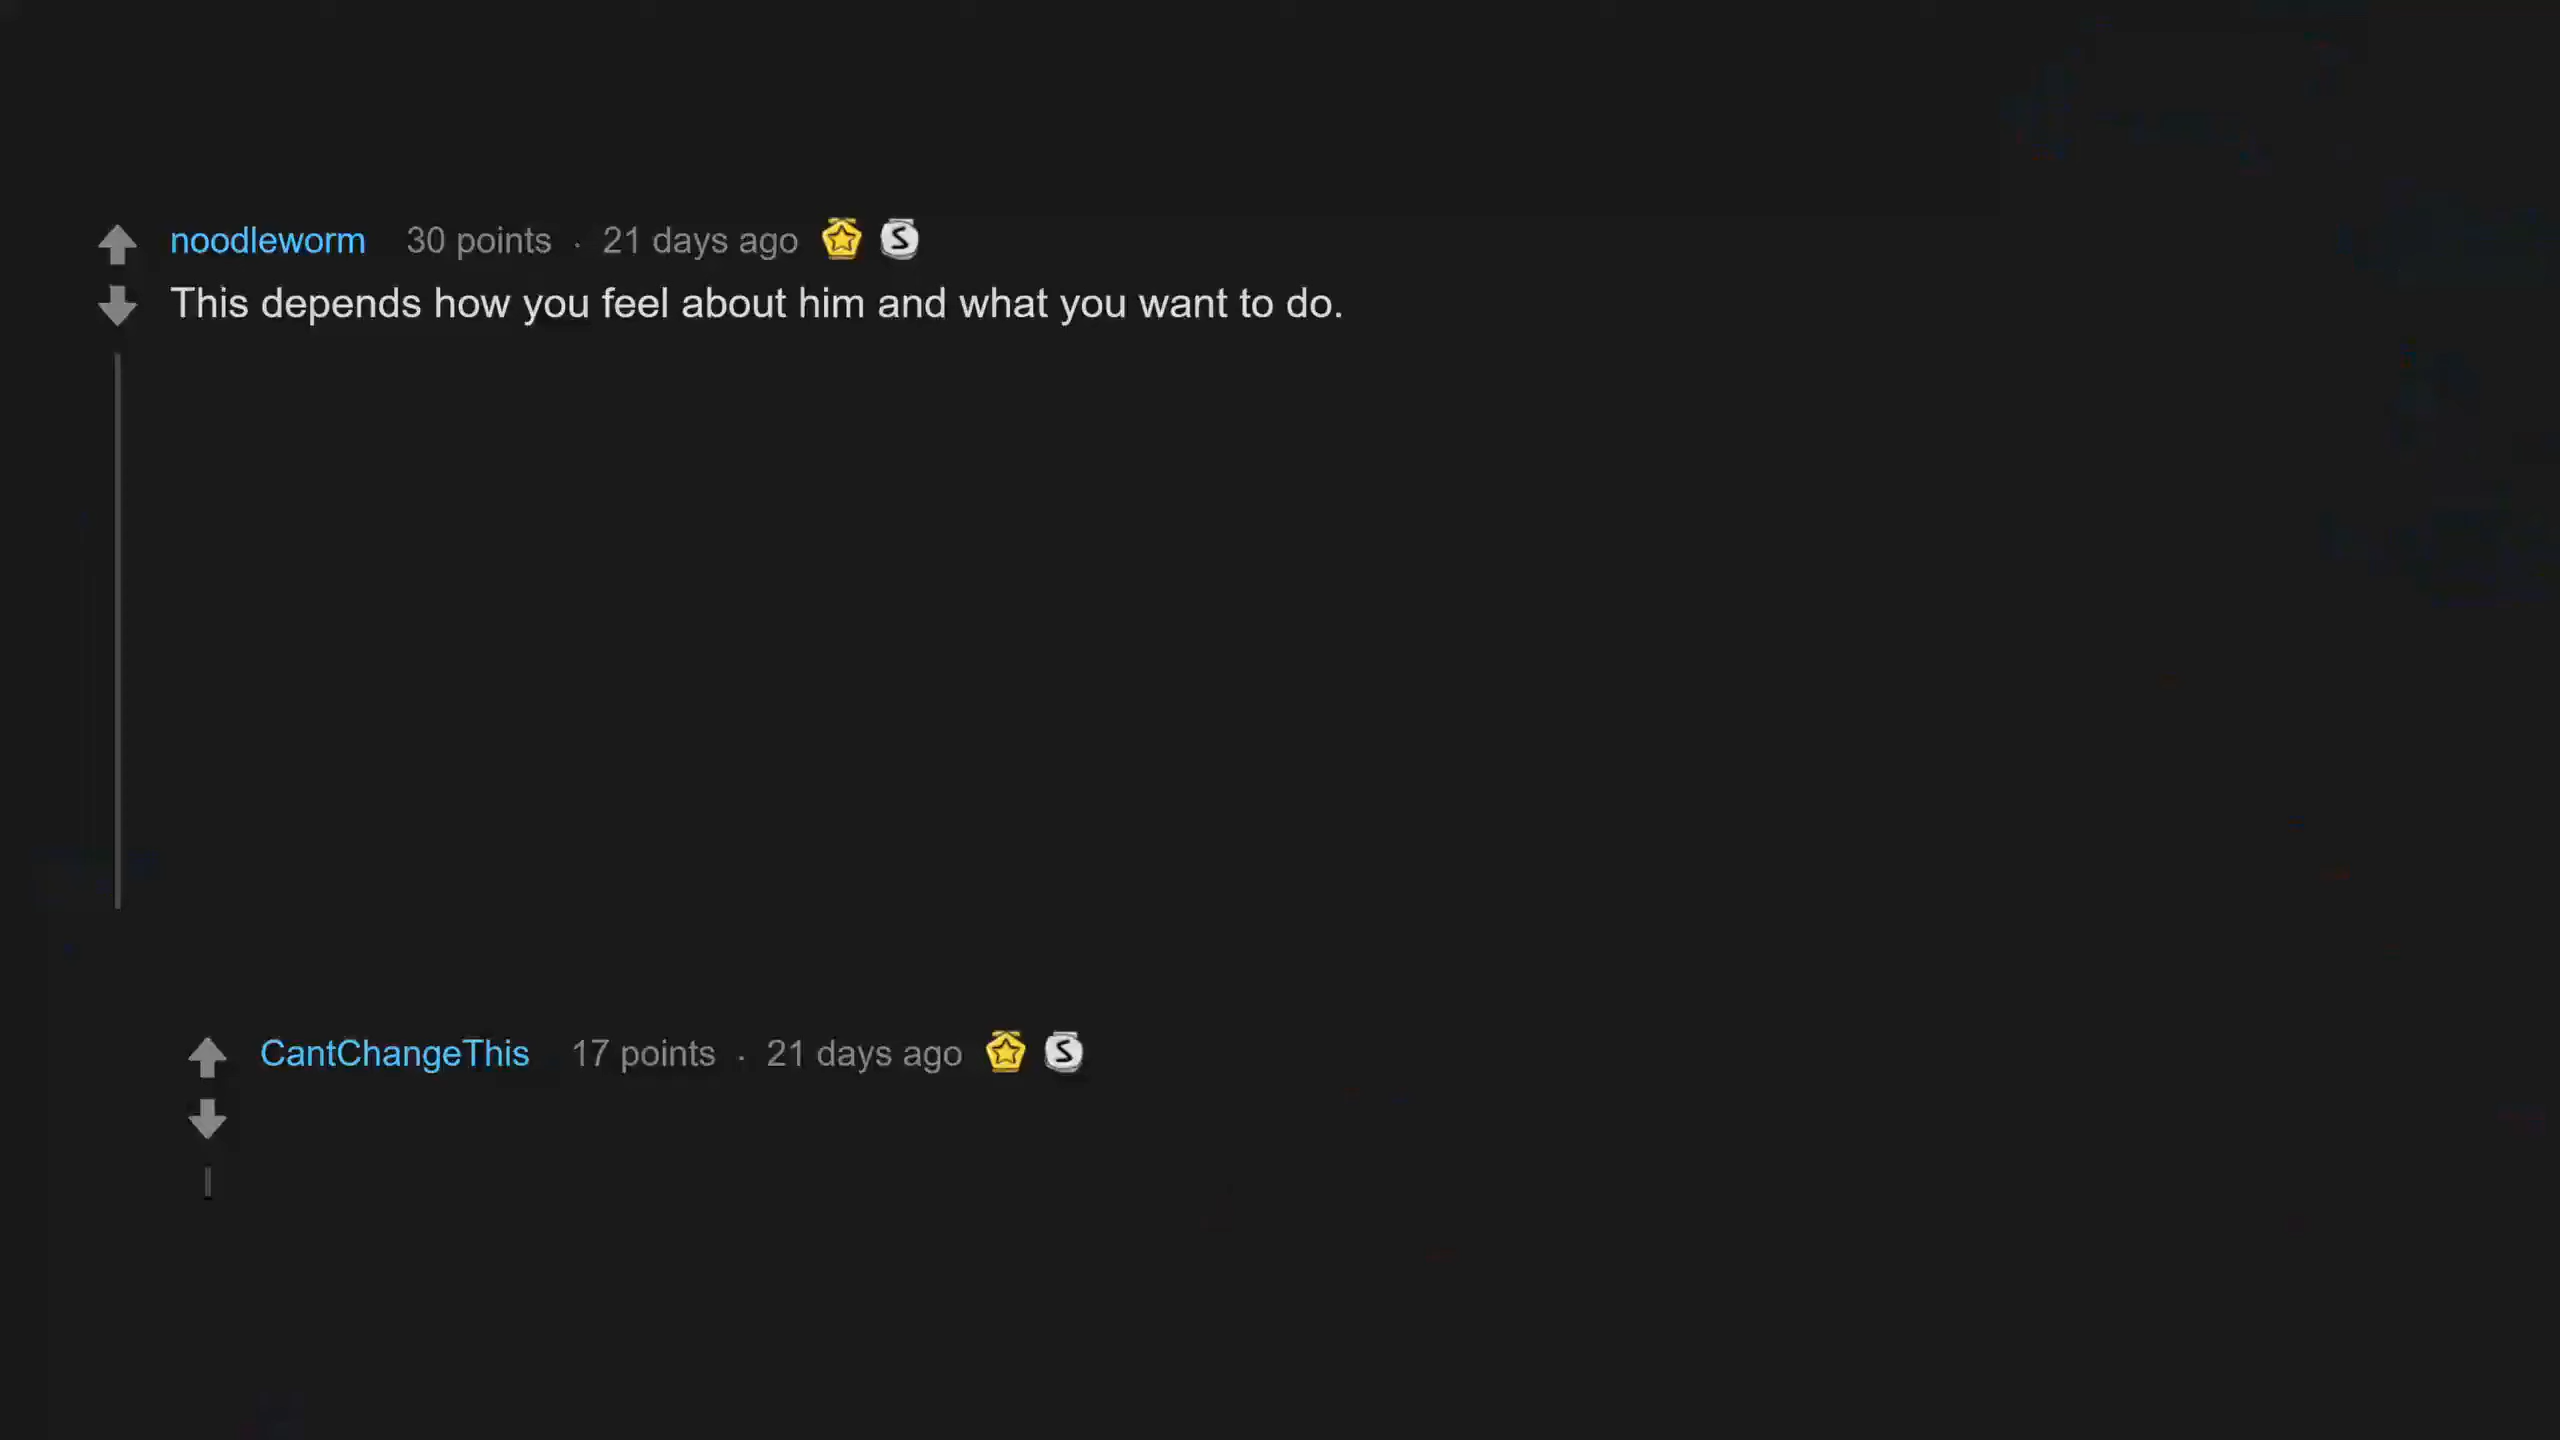 noodleworm 30 points · 21 days ago
This depends how you feel about him and what you want to do.
CantChangeThis 17 points · 21 days ago